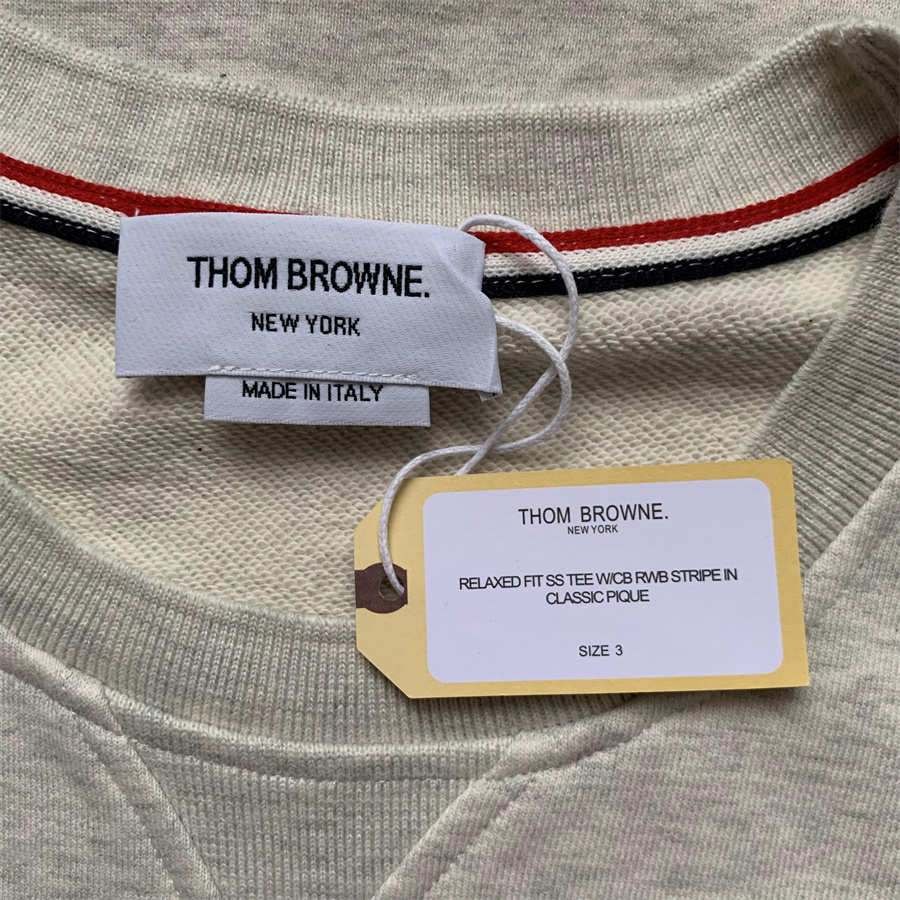 THOM BROWNE.
NEW YORK
MADE IN ITALY
THOM BROWNE.
NEW YORK
RELAXED FIT SS TEE W/CB RWB STRIPE IN
CLASSIC PIQUE
SIZE 3